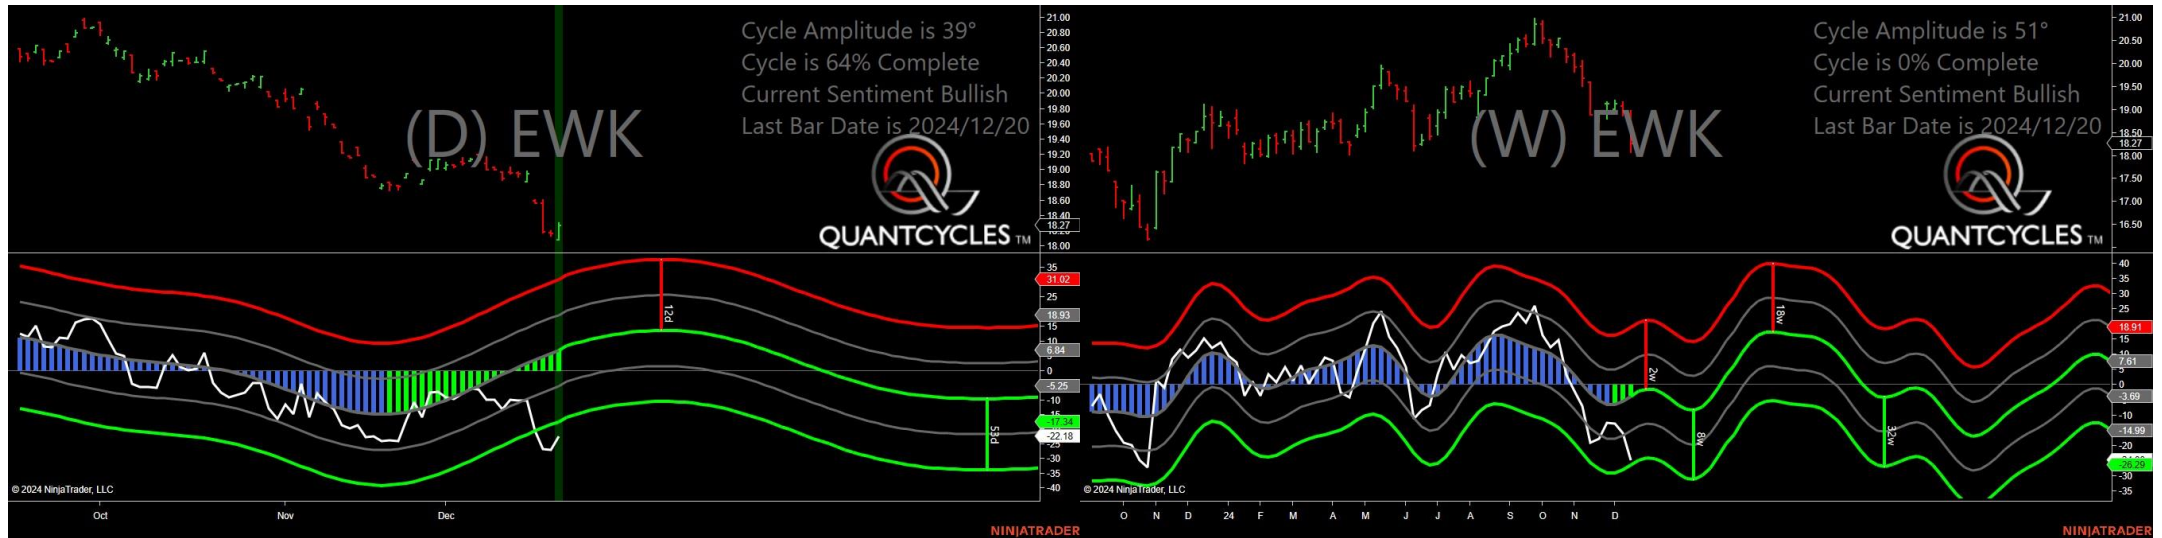 Cycle Amplitude is 39°
Cycle is 64% Complete
Current Sentiment Bullish
Last Bar Date is 2024/12/20
(D) EWK
QUANTCYCLES TM
21.00
20.80
20.60
20.40
20.20
20.00
19.80
19.60
19.40
19.20
19.00
18.80
18.60
18.40
18.27
18.00
35
31.02
25
18.93
15
6.84
0
-5.25
-10
-17.34
-22.18
-30
-35
-40
12d
53d
© 2024 NinjaTrader, LLC
Oct Nov Dec
NINJATRADER
Cycle Amplitude is 51°
Cycle is 0% Complete
Current Sentiment Bullish
Last Bar Date is 2024/12/20
(W) EWK
QUANTCYCLES TM
21.00
20.50
20.00
19.50
19.00
18.50
18.27
18.00
17.50
17.00
16.50
40
35
30
18.91
15
7.61
5
0
-3.69
-10
-14.99
-20
-26.29
-30
-35
2w
8w
18w
32w
© 2024 NinjaTrader, LLC
O N D 24 F M A M J J A S O N D
NINJATRADER